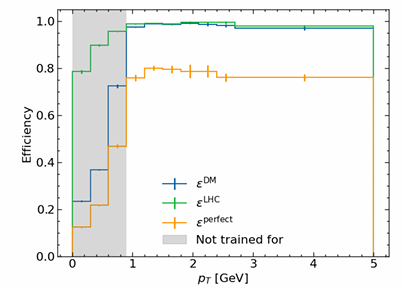 1.0
0.8
0.6
0.4
0.2
0.0
Efficiency
ε^DM
ε^LHC
ε^perfect
Not trained for
0 1 2 3 4 5
p_T [GeV]